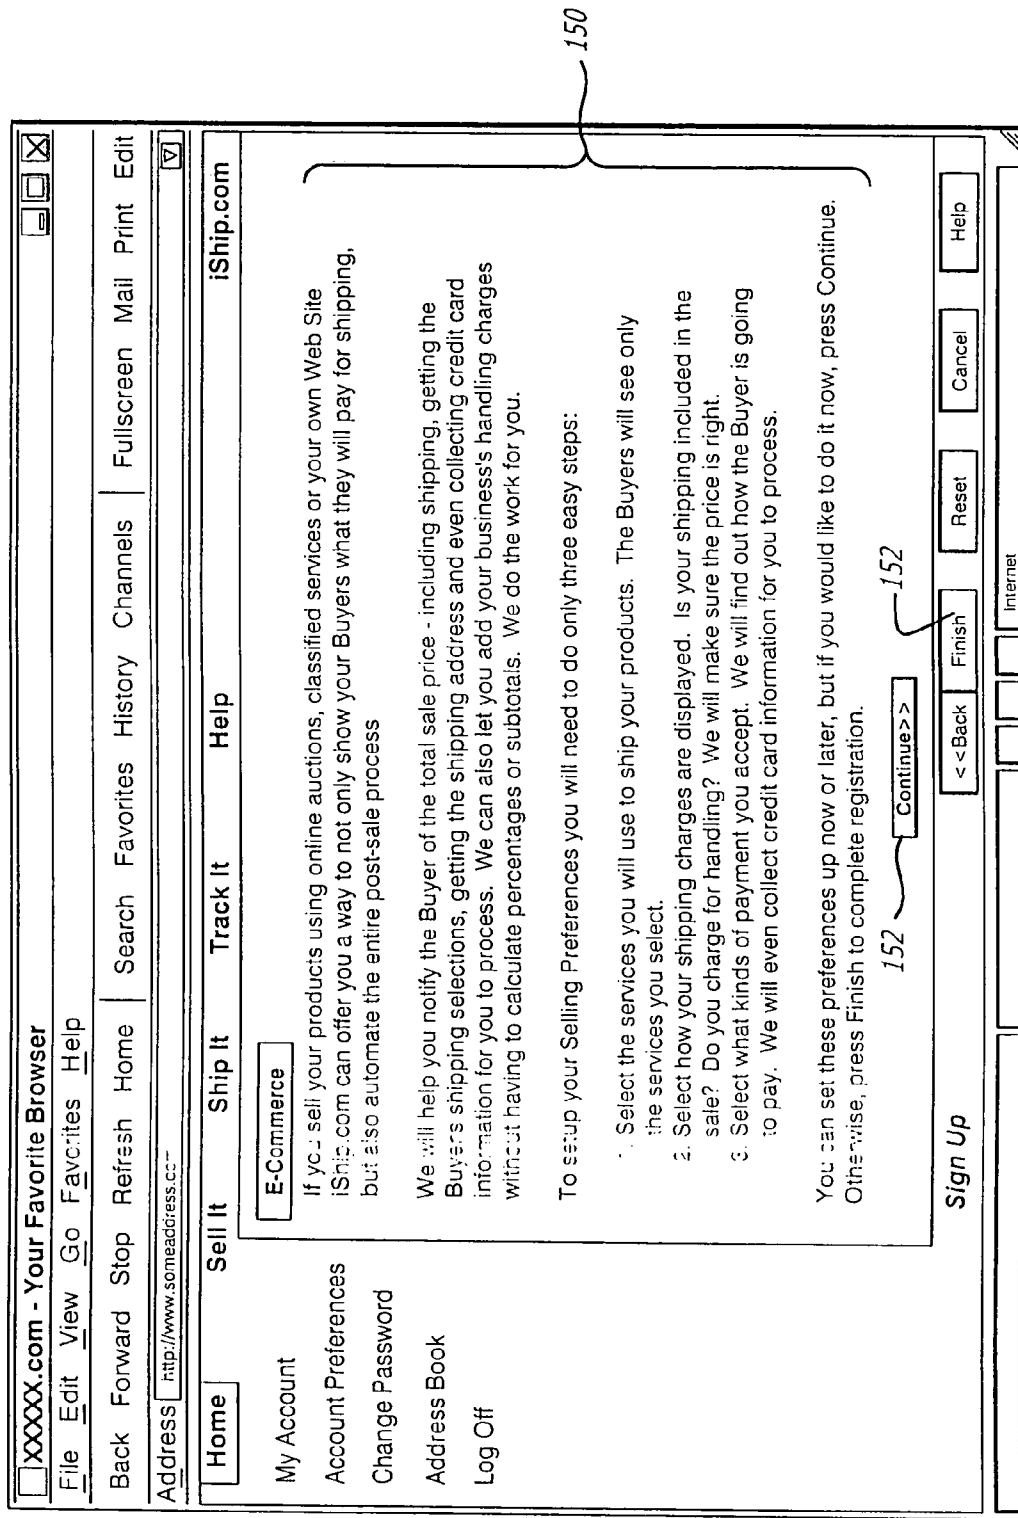 XXXXX.com - Your Favorite Browser
File Edit View Go Favorites Help
Back Forward Stop Refresh Home Search Favorites History Channels Fullscreen Mail Print Edit
Address http://www.someaddress.com
Home Sell It Ship It Track It Help iShip.com
My Account
Account Preferences
Change Password
Address Book
Log Off
E-Commerce
If you sell your products using online auctions, classified services or your own Web Site
iShip.com can offer you a way to not only show your Buyers what they will pay for shipping,
but also automate the entire post-sale process
We will help you notify the Buyer of the total sale price - including shipping, getting the
Buyer's shipping selections, getting the shipping address and even collecting credit card
information for you to process. We can also let you add your business's handling charges
without having to calculate percentages or subtotals. We do the work for you.
To setup your Selling Preferences you will need to do only three easy steps:
1. Select the services you will use to ship your products. The Buyers will see only
the services you select.
2. Select how your shipping charges are displayed. Is your shipping included in the
sale? Do you charge for handling? We will make sure the price is right.
3. Select what kinds of payment you accept. We will find out how the Buyer is going
to pay. We will even collect credit card information for you to process.
You can set these preferences up now or later, but if you would like to do it now, press Continue.
Otherwise, press Finish to complete registration.
150
152
Continue>>
152
Sign Up
<<Back Finish Reset Cancel Help
Internet